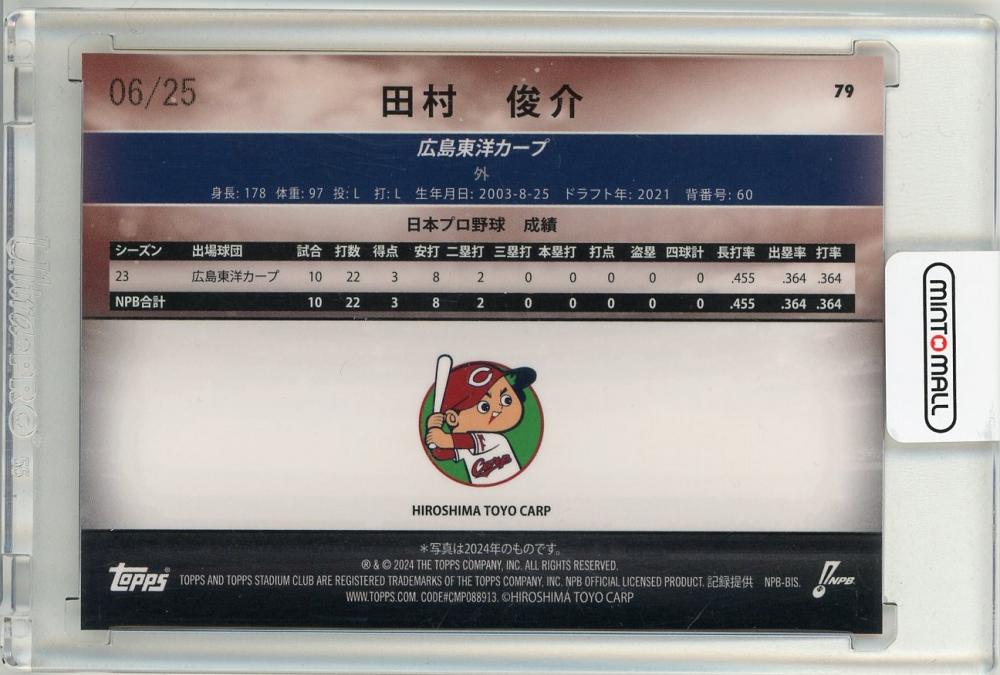 06/25
田村 俊介
79
広島東洋カープ
外
身長: 178 体重: 97 投: L 打: L 生年月日: 2003-8-25 ドラフト年: 2021 背番号: 60
日本プロ野球 成績
シーズン 出場球団 試合 打数 得点 安打 二塁打 三塁打 本塁打 打点 盗塁 四球計 長打率 出塁率 打率
23 広島東洋カープ 10 22 3 8 2 0 0 0 0 0 .455 .364 .364
NPB合計 10 22 3 8 2 0 0 0 0 0 .455 .364 .364
C
Carp
HIROSHIMA TOYO CARP
＊写真は2024年のものです。
® & © 2024 THE TOPPS COMPANY, INC. ALL RIGHTS RESERVED.
TOPPS AND TOPPS STADIUM CLUB ARE REGISTERED TRADEMARKS OF THE TOPPS COMPANY, INC. NPB OFFICIAL LICENSED PRODUCT. 記録提供 NPB-BIS.
WWW.TOPPS.COM. CODE#CMP088913. ©HIROSHIMA TOYO CARP
topps®
NPB
MINT MALL
UltraPRO®